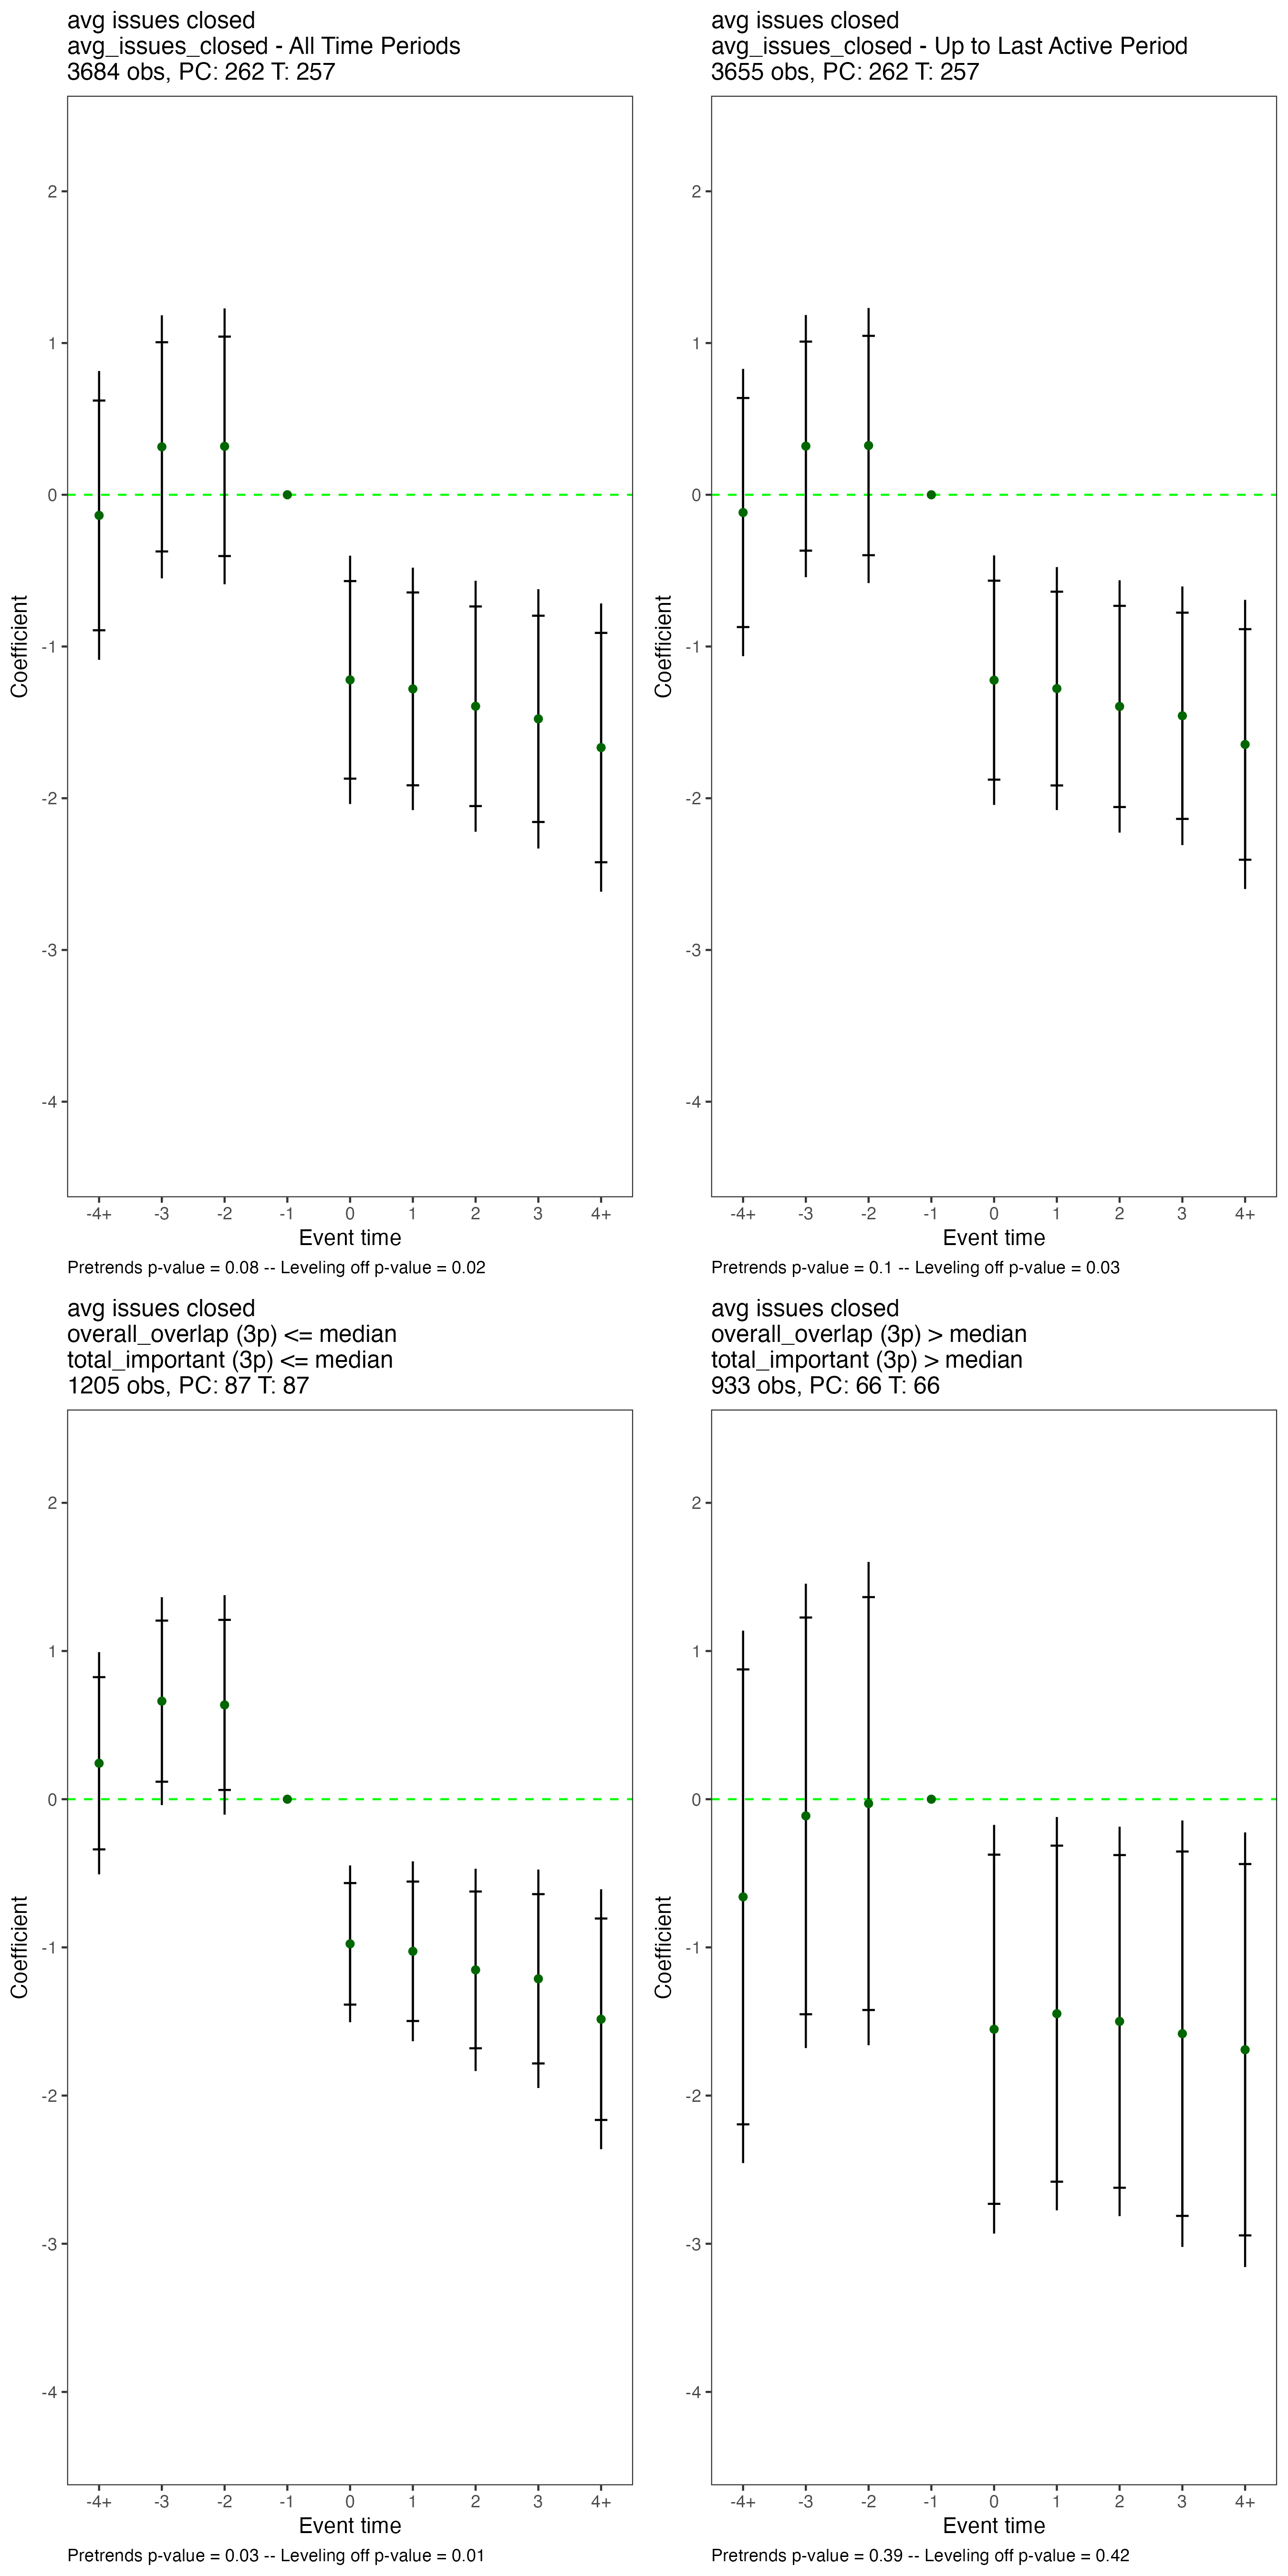 avg issues closed
avg_issues_closed - All Time Periods
3684 obs, PC: 262 T: 257
2
1
0
-1
-2
-3
-4
Coefficient
-4+ -3 -2 -1 0 1 2 3 4+
Event time
Pretrends p-value = 0.08 -- Leveling off p-value = 0.02
avg issues closed
avg_issues_closed - Up to Last Active Period
3655 obs, PC: 262 T: 257
2
1
0
-1
-2
-3
-4
Coefficient
-4+ -3 -2 -1 0 1 2 3 4+
Event time
Pretrends p-value = 0.1 -- Leveling off p-value = 0.03
avg issues closed
overall_overlap (3p) <= median
total_important (3p) <= median
1205 obs, PC: 87 T: 87
2
1
0
-1
-2
-3
-4
Coefficient
-4+ -3 -2 -1 0 1 2 3 4+
Event time
Pretrends p-value = 0.03 -- Leveling off p-value = 0.01
avg issues closed
overall_overlap (3p) > median
total_important (3p) > median
933 obs, PC: 66 T: 66
2
1
0
-1
-2
-3
-4
Coefficient
-4+ -3 -2 -1 0 1 2 3 4+
Event time
Pretrends p-value = 0.39 -- Leveling off p-value = 0.42